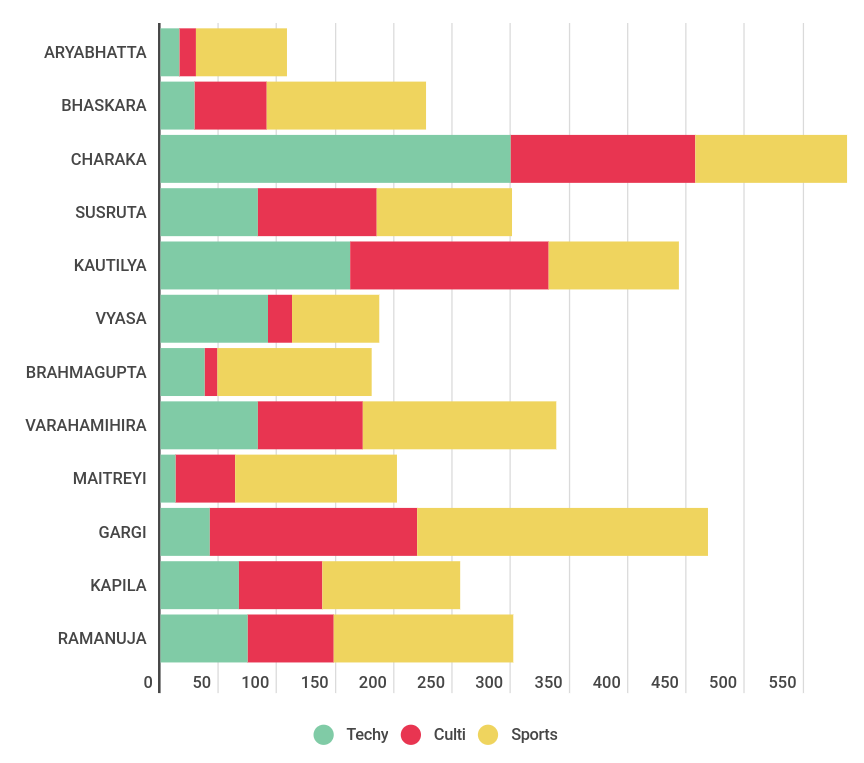 ARYABHATTA
BHASKARA
CHARAKA
SUSRUTA
KAUTILYA
VYASA
BRAHMAGUPTA
VARAHAMIHIRA
MAITREYI
GARGI
KAPILA
RAMANUJA
0 50 100 150 200 250 300 350 400 450 500 550
Techy Culti Sports